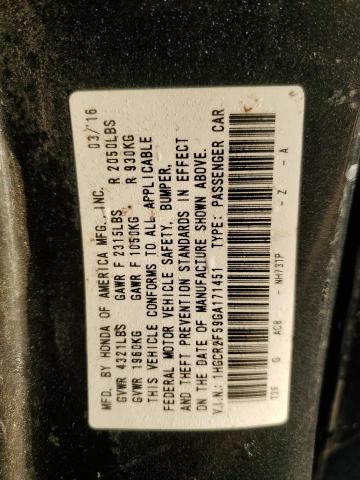 MFD. BY HONDA OF AMERICA MFG., INC. 03/16
GVWR 4321LBS GAWR F 2315LBS R 2050LBS
GVWR 1960KG GAWR F 1050KG R 930KG
THIS VEHICLE CONFORMS TO ALL APPLICABLE
FEDERAL MOTOR VEHICLE SAFETY, BUMPER,
AND THEFT PREVENTION STANDARDS IN EFFECT
ON THE DATE OF MANUFACTURE SHOWN ABOVE.
V.I.N.: 1HGCR2F59GA171451 TYPE: PASSENGER CAR
G AC8 - NH731P - Z - A